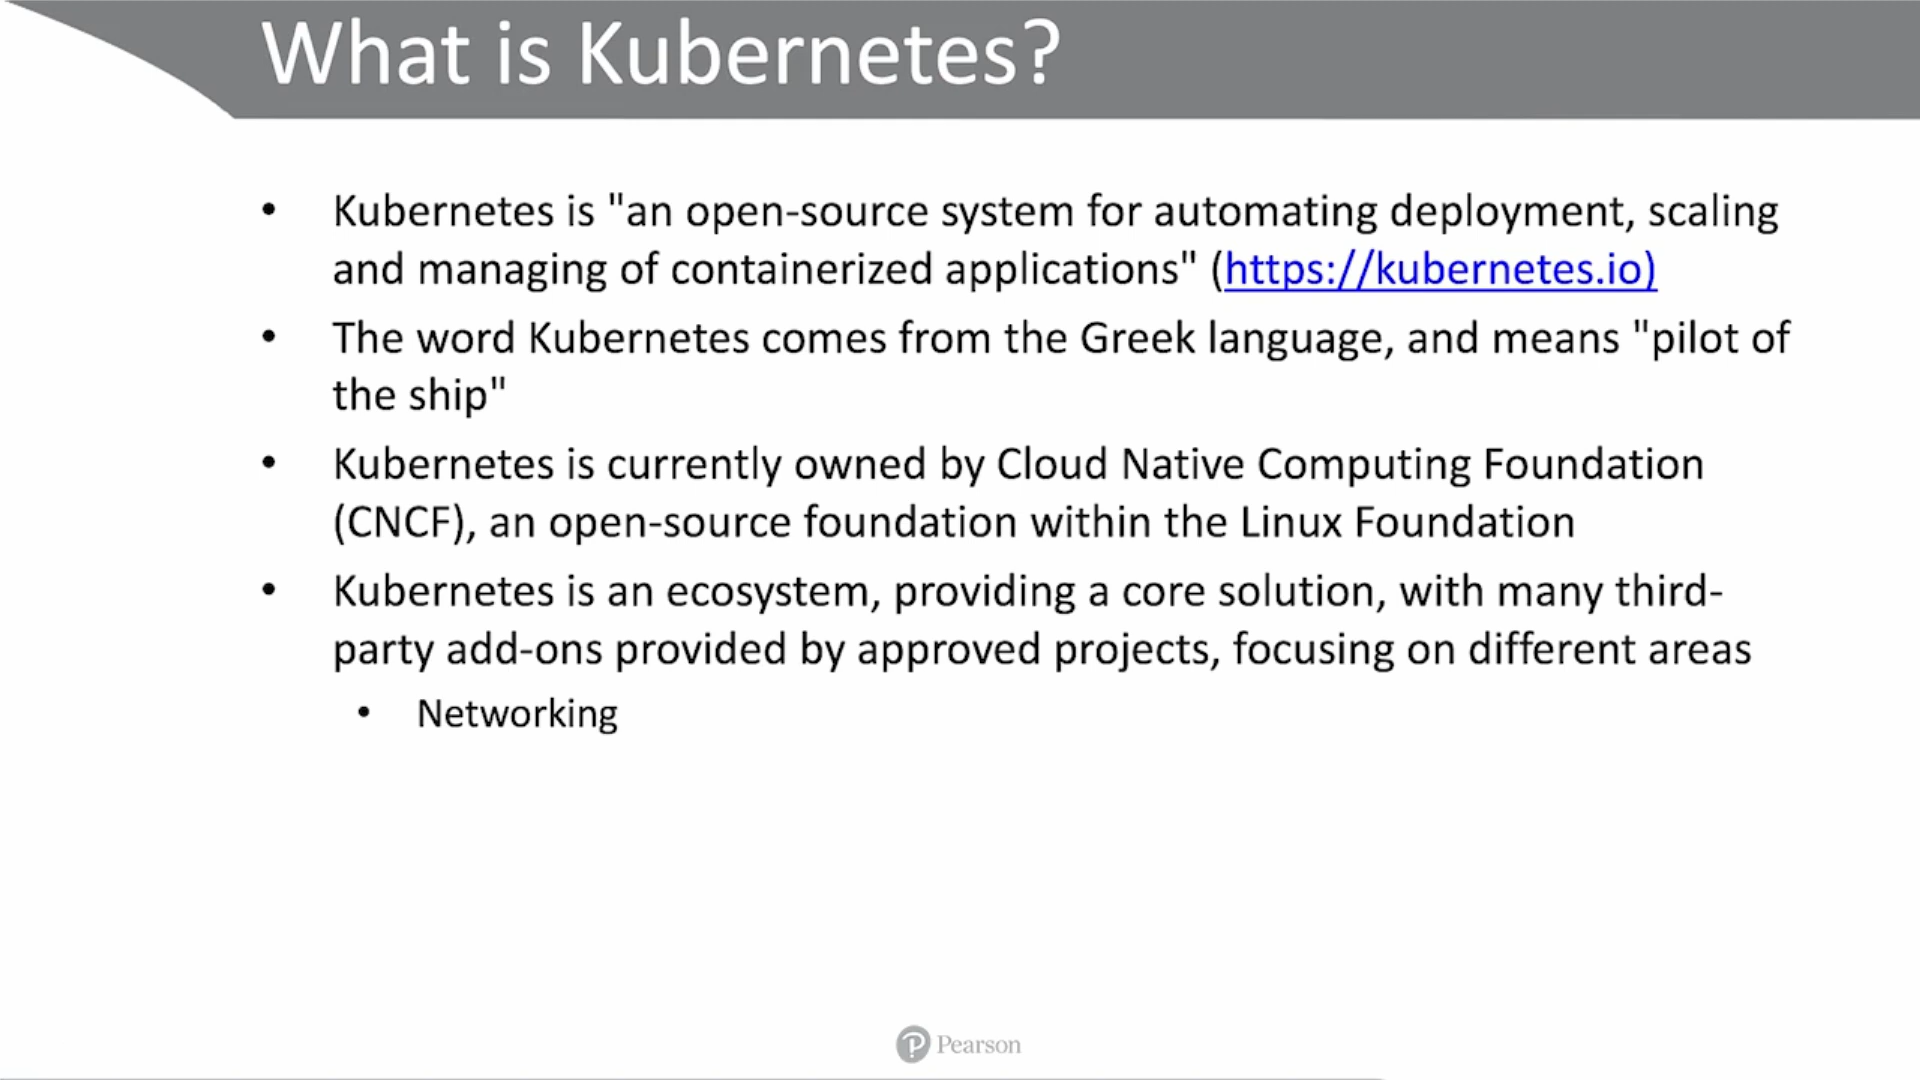 What is Kubernetes?
• Kubernetes is "an open-source system for automating deployment, scaling
and managing of containerized applications" (https://kubernetes.io)
• The word Kubernetes comes from the Greek language, and means "pilot of
the ship"
• Kubernetes is currently owned by Cloud Native Computing Foundation
(CNCF), an open-source foundation within the Linux Foundation
• Kubernetes is an ecosystem, providing a core solution, with many third-
party add-ons provided by approved projects, focusing on different areas
• Networking
Pearson